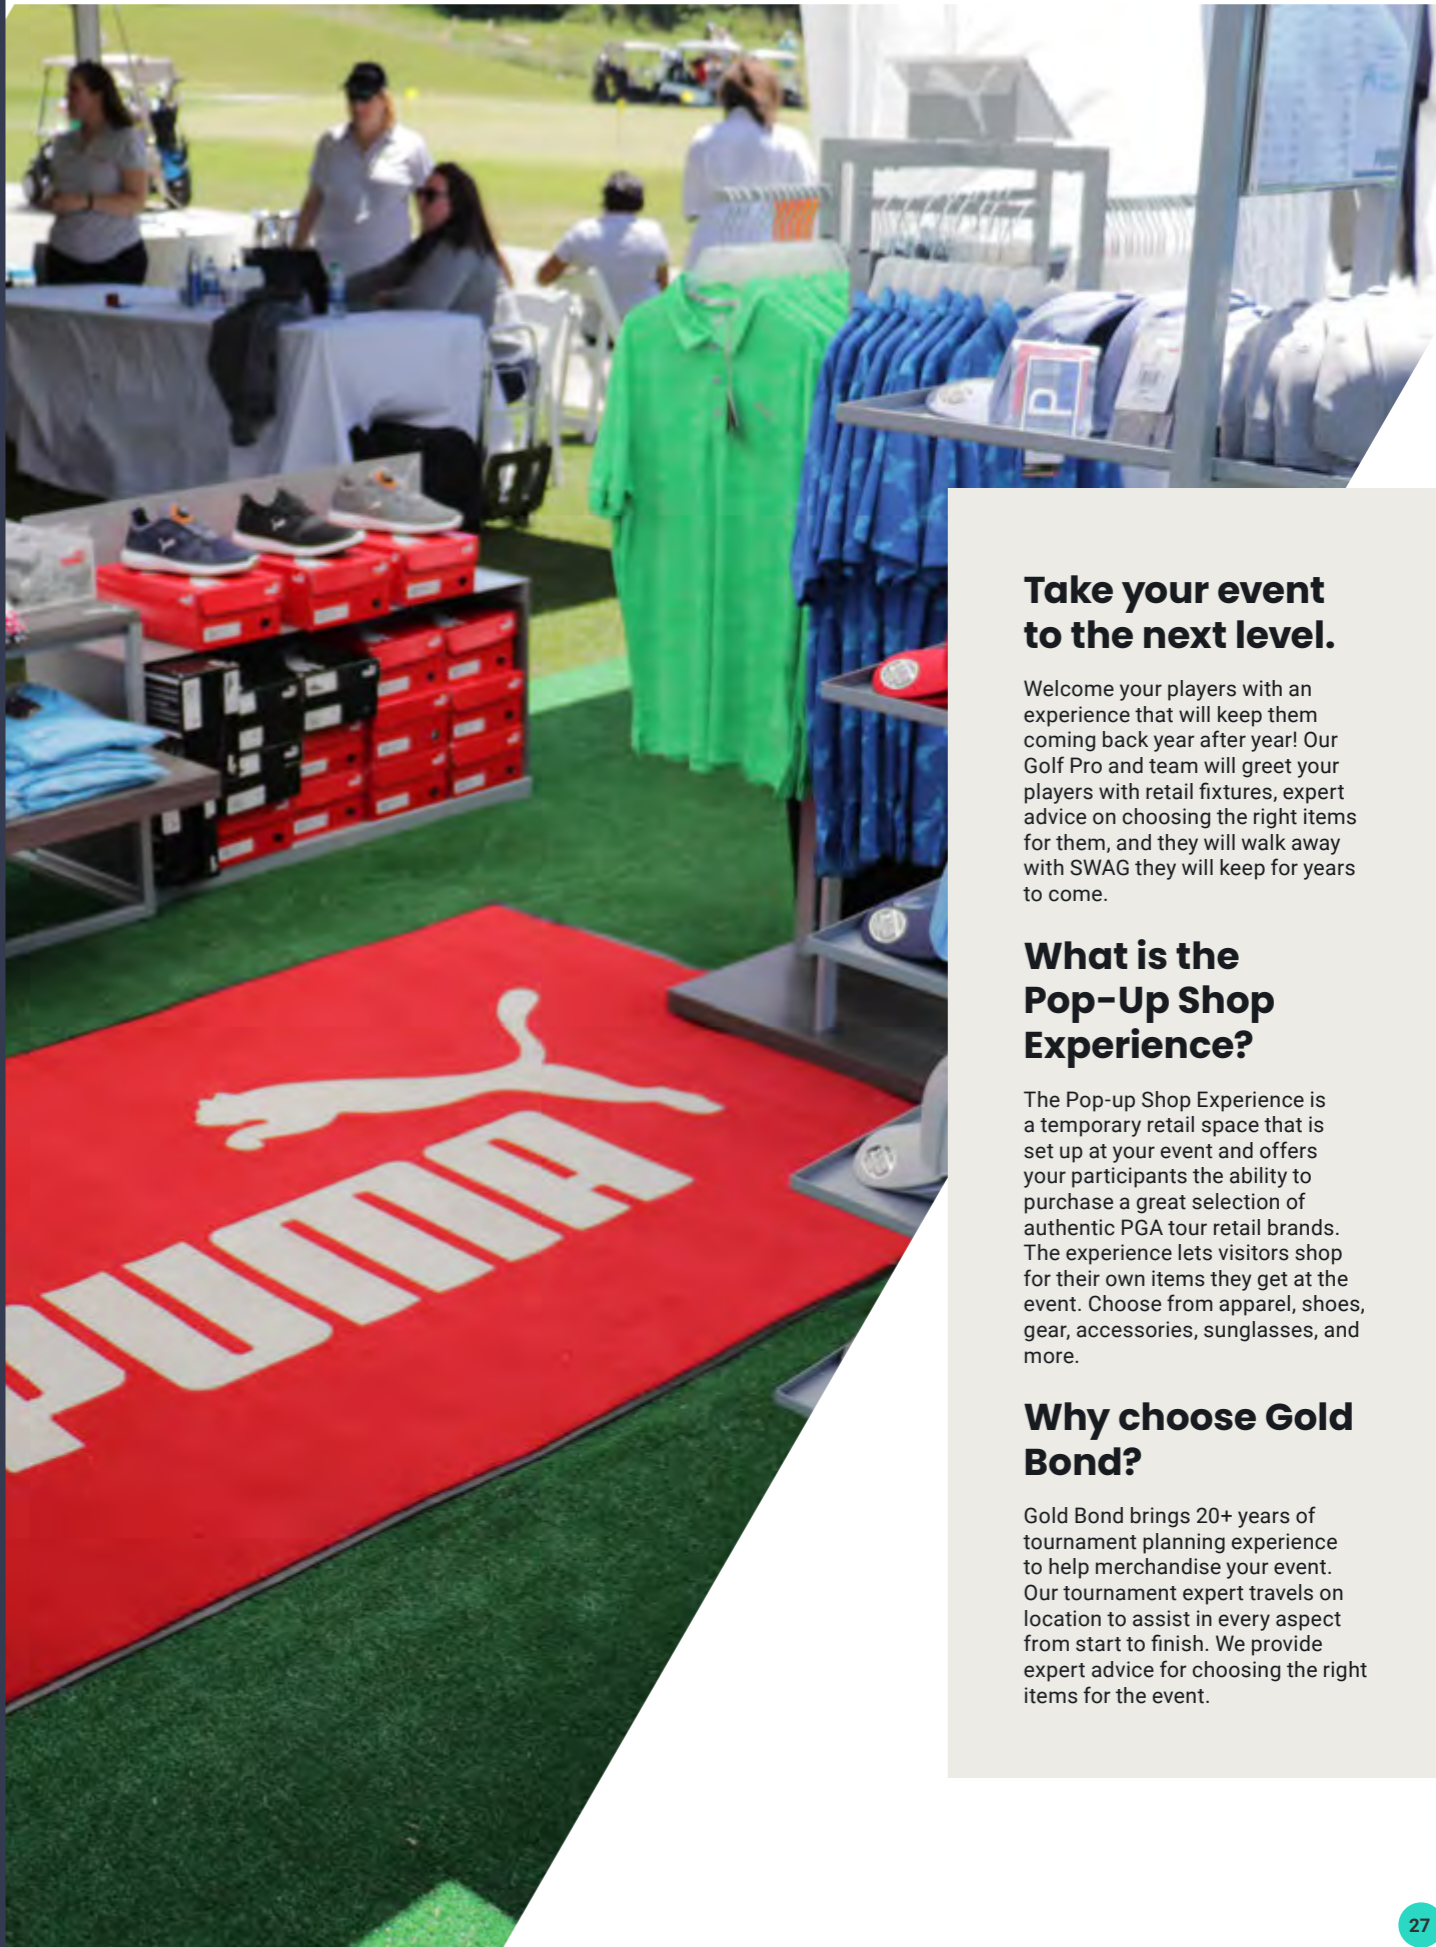 PUMA
Take your event
to the next level.
Welcome your players with an
experience that will keep them
coming back year after year! Our
Golf Pro and team will greet your
players with retail fixtures, expert
advice on choosing the right items
for them, and they will walk away
with SWAG they will keep for years
to come.
What is the
Pop-Up Shop
Experience?
The Pop-up Shop Experience is
a temporary retail space that is
set up at your event and offers
your participants the ability to
purchase a great selection of
authentic PGA tour retail brands.
The experience lets visitors shop
for their own items they get at the
event. Choose from apparel, shoes,
gear, accessories, sunglasses, and
more.
Why choose Gold
Bond?
Gold Bond brings 20+ years of
tournament planning experience
to help merchandise your event.
Our tournament expert travels on
location to assist in every aspect
from start to finish. We provide
expert advice for choosing the right
items for the event.
27